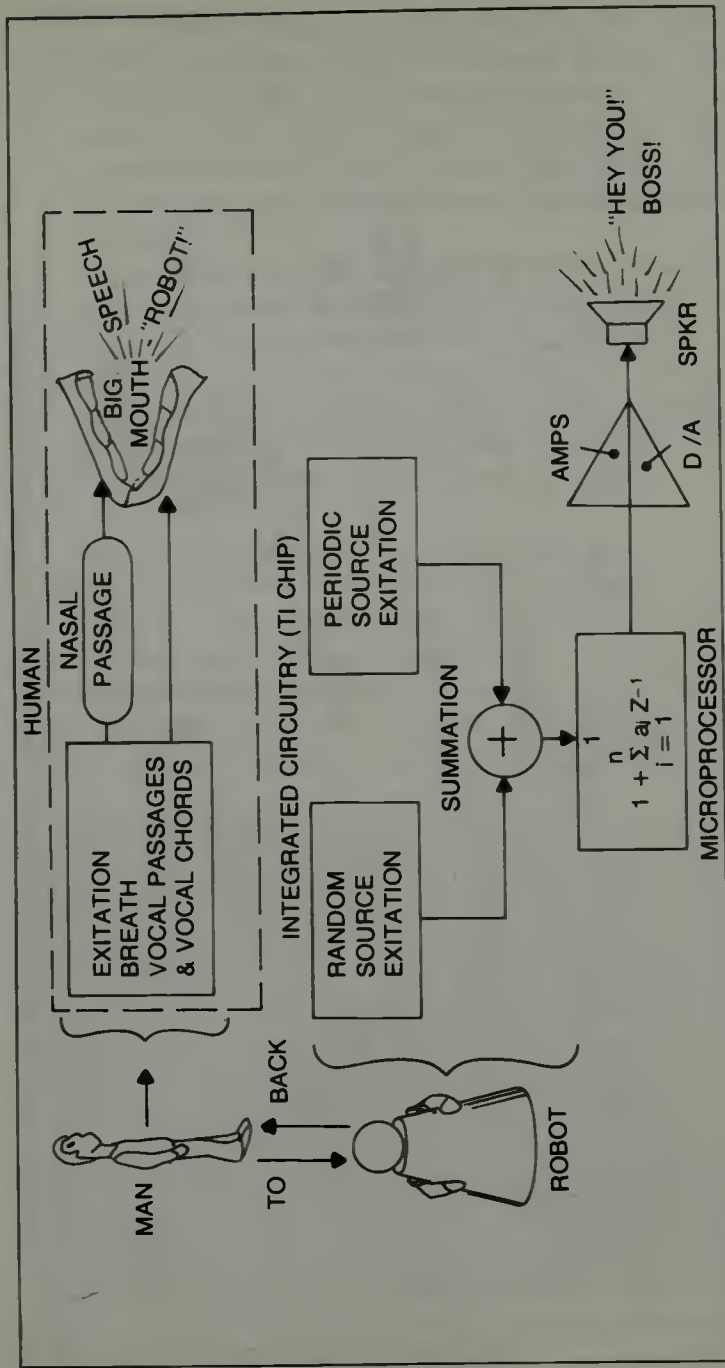 HUMAN
MAN
EXITATION
BREATH
VOCAL PASSAGES
& VOCAL CHORDS
NASAL
PASSAGE
BIG
MOUTH
SPEECH
"ROBOT!"
TO
BACK
ROBOT
INTEGRATED CIRCUITRY (TI CHIP)
RANDOM
SOURCE
EXITATION
PERIODIC
SOURCE
EXITATION
SUMMATION
+
1
n
1 + Σ aᵢ Z⁻¹
i = 1
MICROPROCESSOR
AMPS
D/A
SPKR
"HEY YOU!"
BOSS!